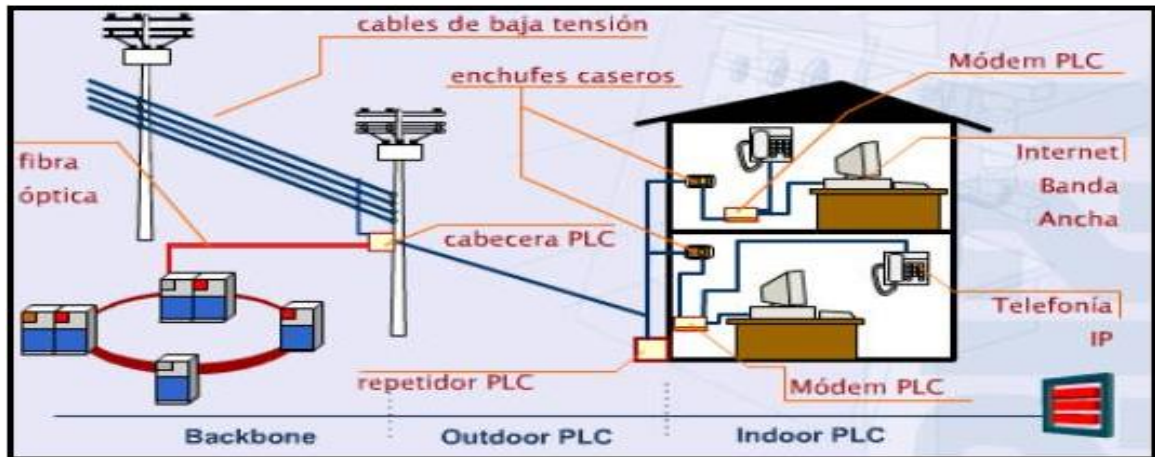 cables de baja tensión
enchufes caseros
Módem PLC
fibra
óptica
Internet
Banda
Ancha
cabecera PLC
Telefonía
IP
repetidor PLC
Módem PLC
Backbone
Outdoor PLC
Indoor PLC